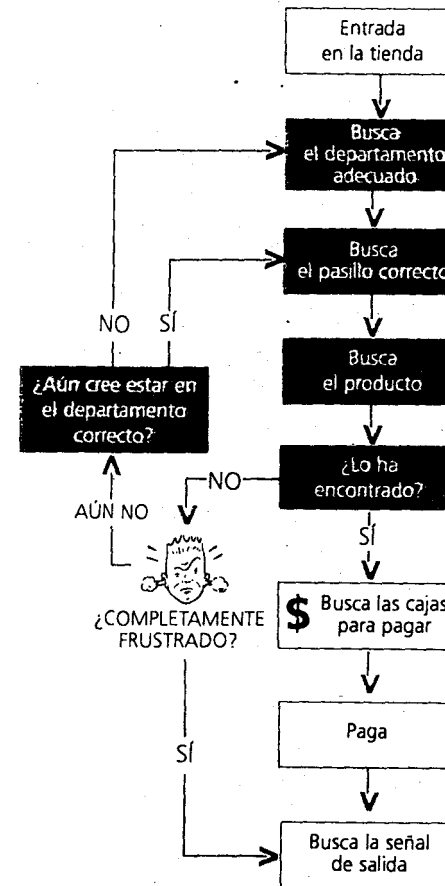 Entrada
en la tienda
Busca
el departamento
adecuado
Busca
el pasillo correcto
NO
SÍ
Busca
el producto
¿Aún cree estar en
el departamento
correcto?
¿Lo ha
encontrado?
NO
AÚN NO
SÍ
¿COMPLETAMENTE
FRUSTRADO?
$ Busca las cajas
para pagar
Paga
SÍ
Busca la señal
de salida